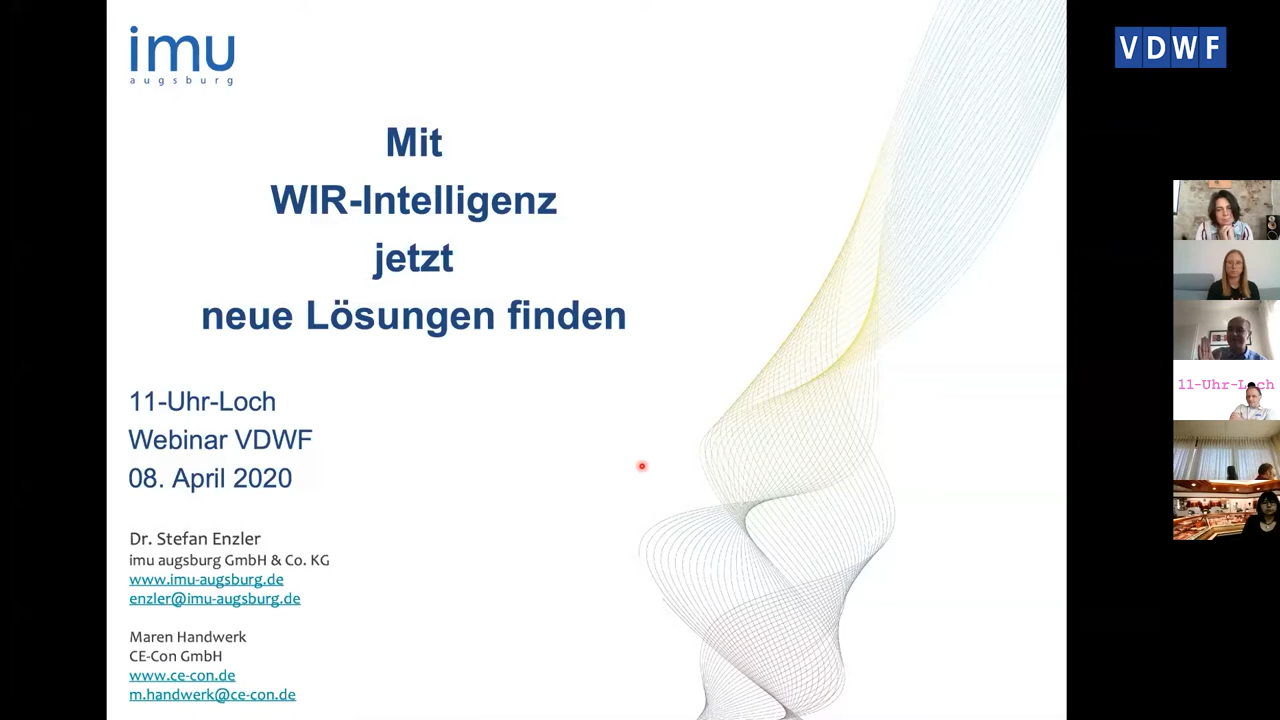 imu
augsburg
VDWF
Mit
WIR-Intelligenz
jetzt
neue Lösungen finden
11-Uhr-Loch
Webinar VDWF
08. April 2020
Dr. Stefan Enzler
imu augsburg GmbH & Co. KG
www.imu-augsburg.de
enzler@imu-augsburg.de
Maren Handwerk
CE-Con GmbH
www.ce-con.de
m.handwerk@ce-con.de
11-Uhr-Loch